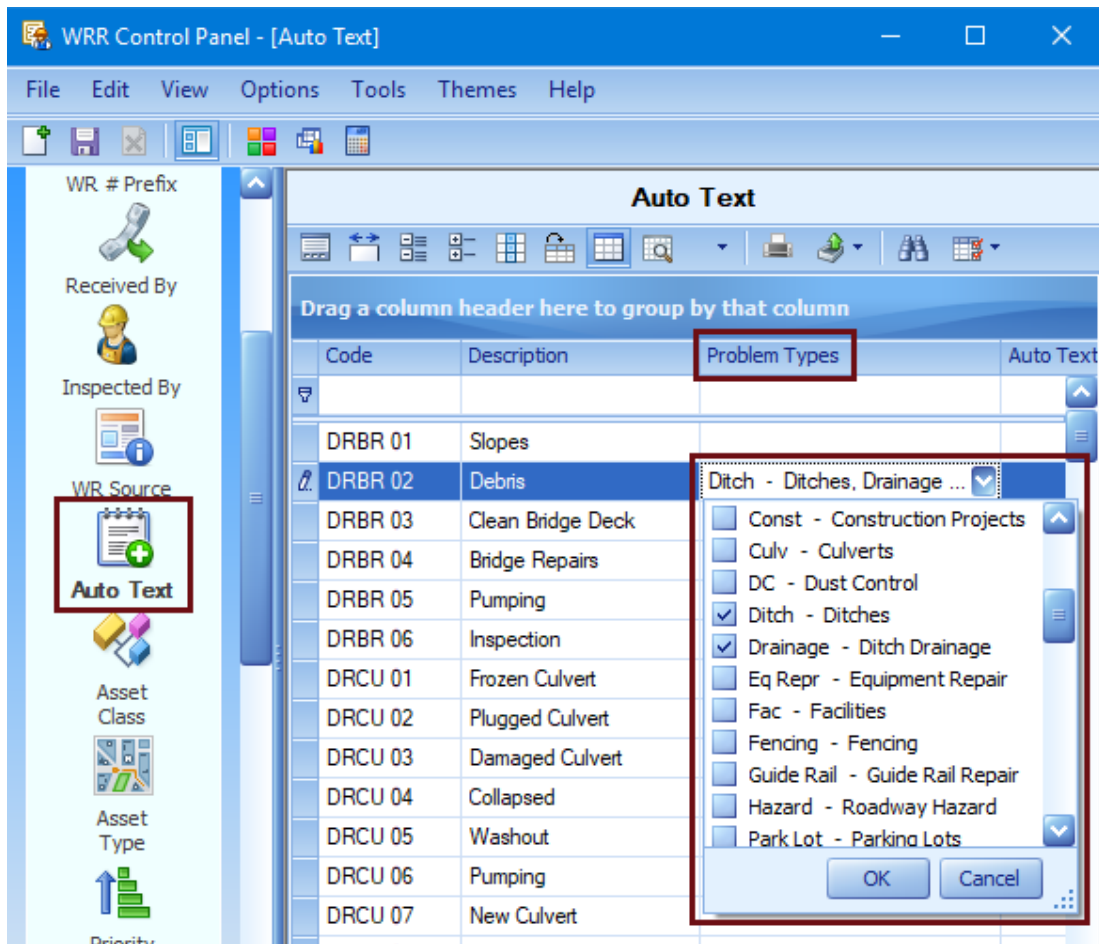 WRR Control Panel - [Auto Text]
File Edit View Options Tools Themes Help
WR # Prefix
Received By
Inspected By
WR Source
Auto Text
Asset
Class
Asset
Type
Priority
Auto Text
Drag a column header here to group by that column
Code Description Problem Types Auto Text
DRBR 01 Slopes
DRBR 02 Debris Ditch - Ditches, Drainage ...
DRBR 03 Clean Bridge Deck
DRBR 04 Bridge Repairs
DRBR 05 Pumping
DRBR 06 Inspection
DRCU 01 Frozen Culvert
DRCU 02 Plugged Culvert
DRCU 03 Damaged Culvert
DRCU 04 Collapsed
DRCU 05 Washout
DRCU 06 Pumping
DRCU 07 New Culvert
Const - Construction Projects
Culv - Culverts
DC - Dust Control
Ditch - Ditches
Drainage - Ditch Drainage
Eq Repr - Equipment Repair
Fac - Facilities
Fencing - Fencing
Guide Rail - Guide Rail Repair
Hazard - Roadway Hazard
Park Lot - Parking Lots
OK Cancel